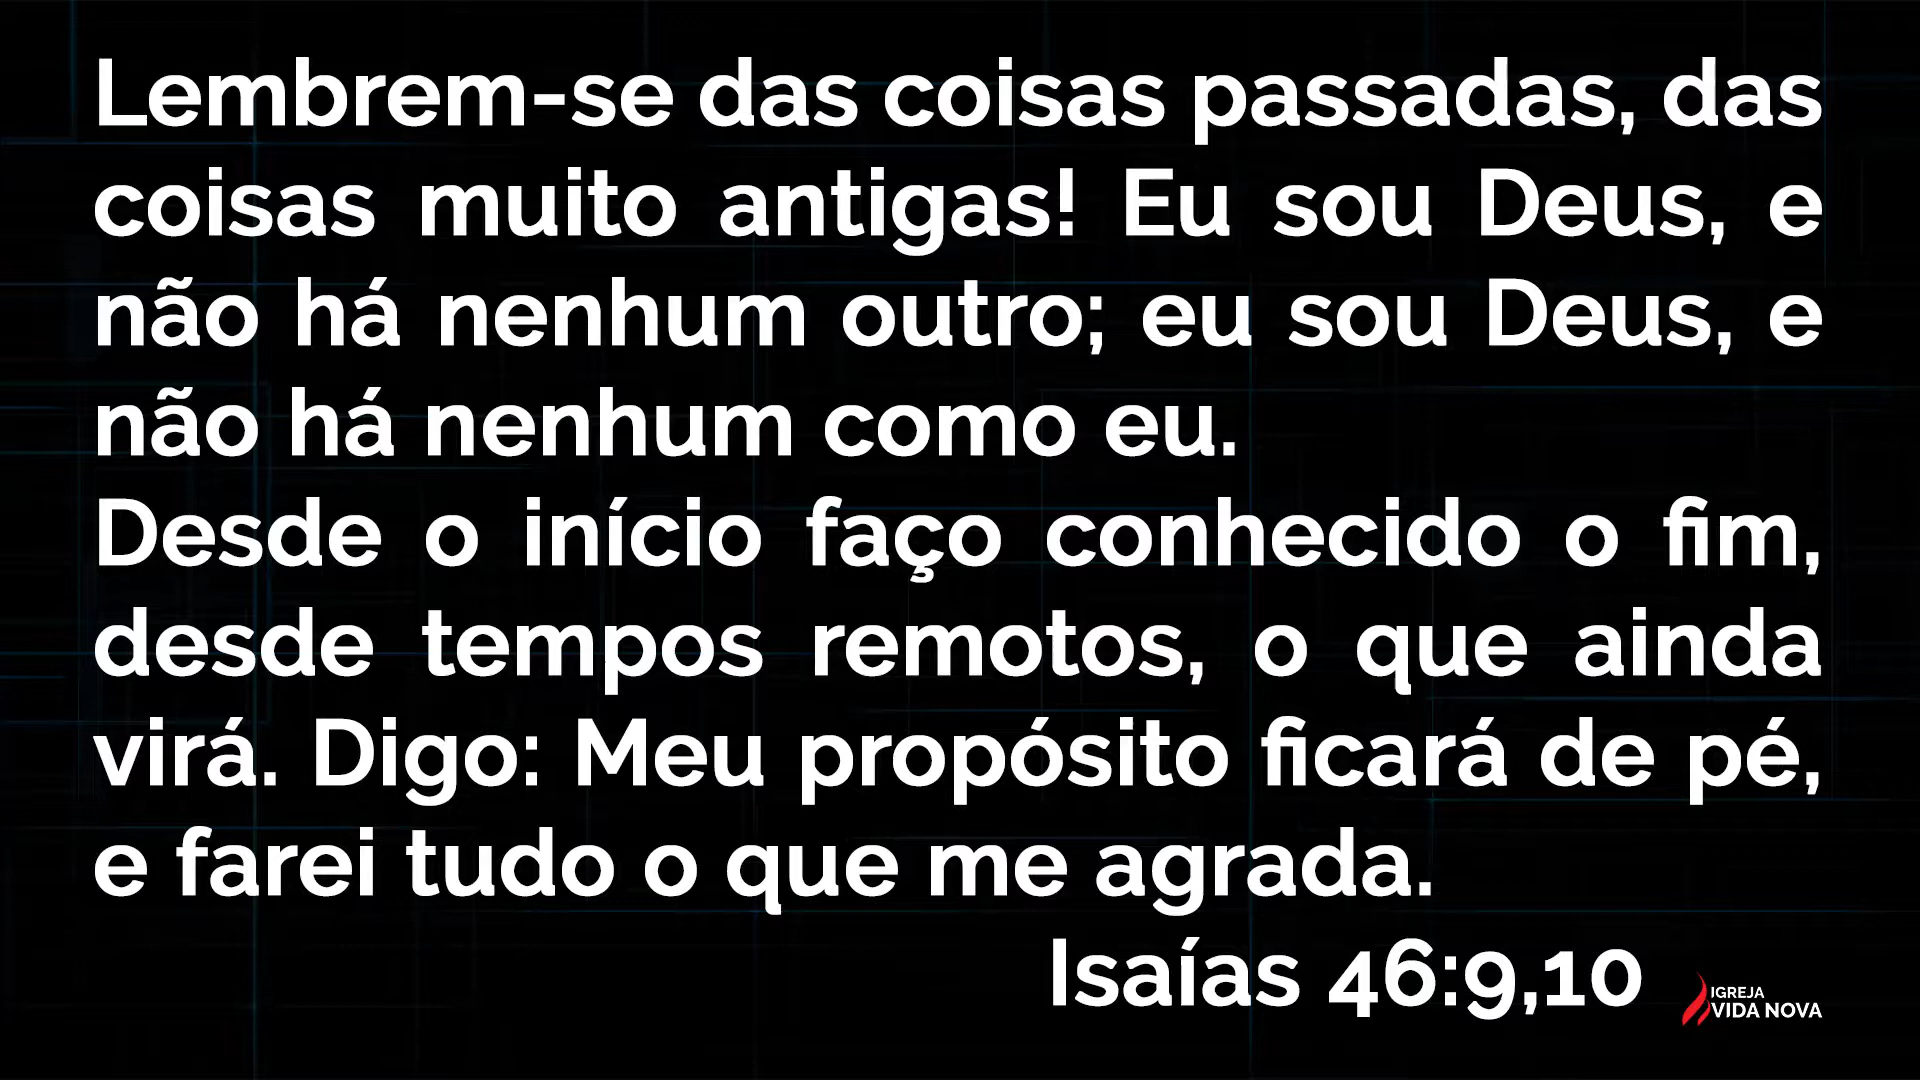 Lembrem-se das coisas passadas, das
coisas muito antigas! Eu sou Deus, e
não há nenhum outro; eu sou Deus, e
não há nenhum como eu.
Desde o início faço conhecido o fim,
desde tempos remotos, o que ainda
virá. Digo: Meu propósito ficará de pé,
e farei tudo o que me agrada.
Isaías 46:9,10
IGREJA
VIDA NOVA